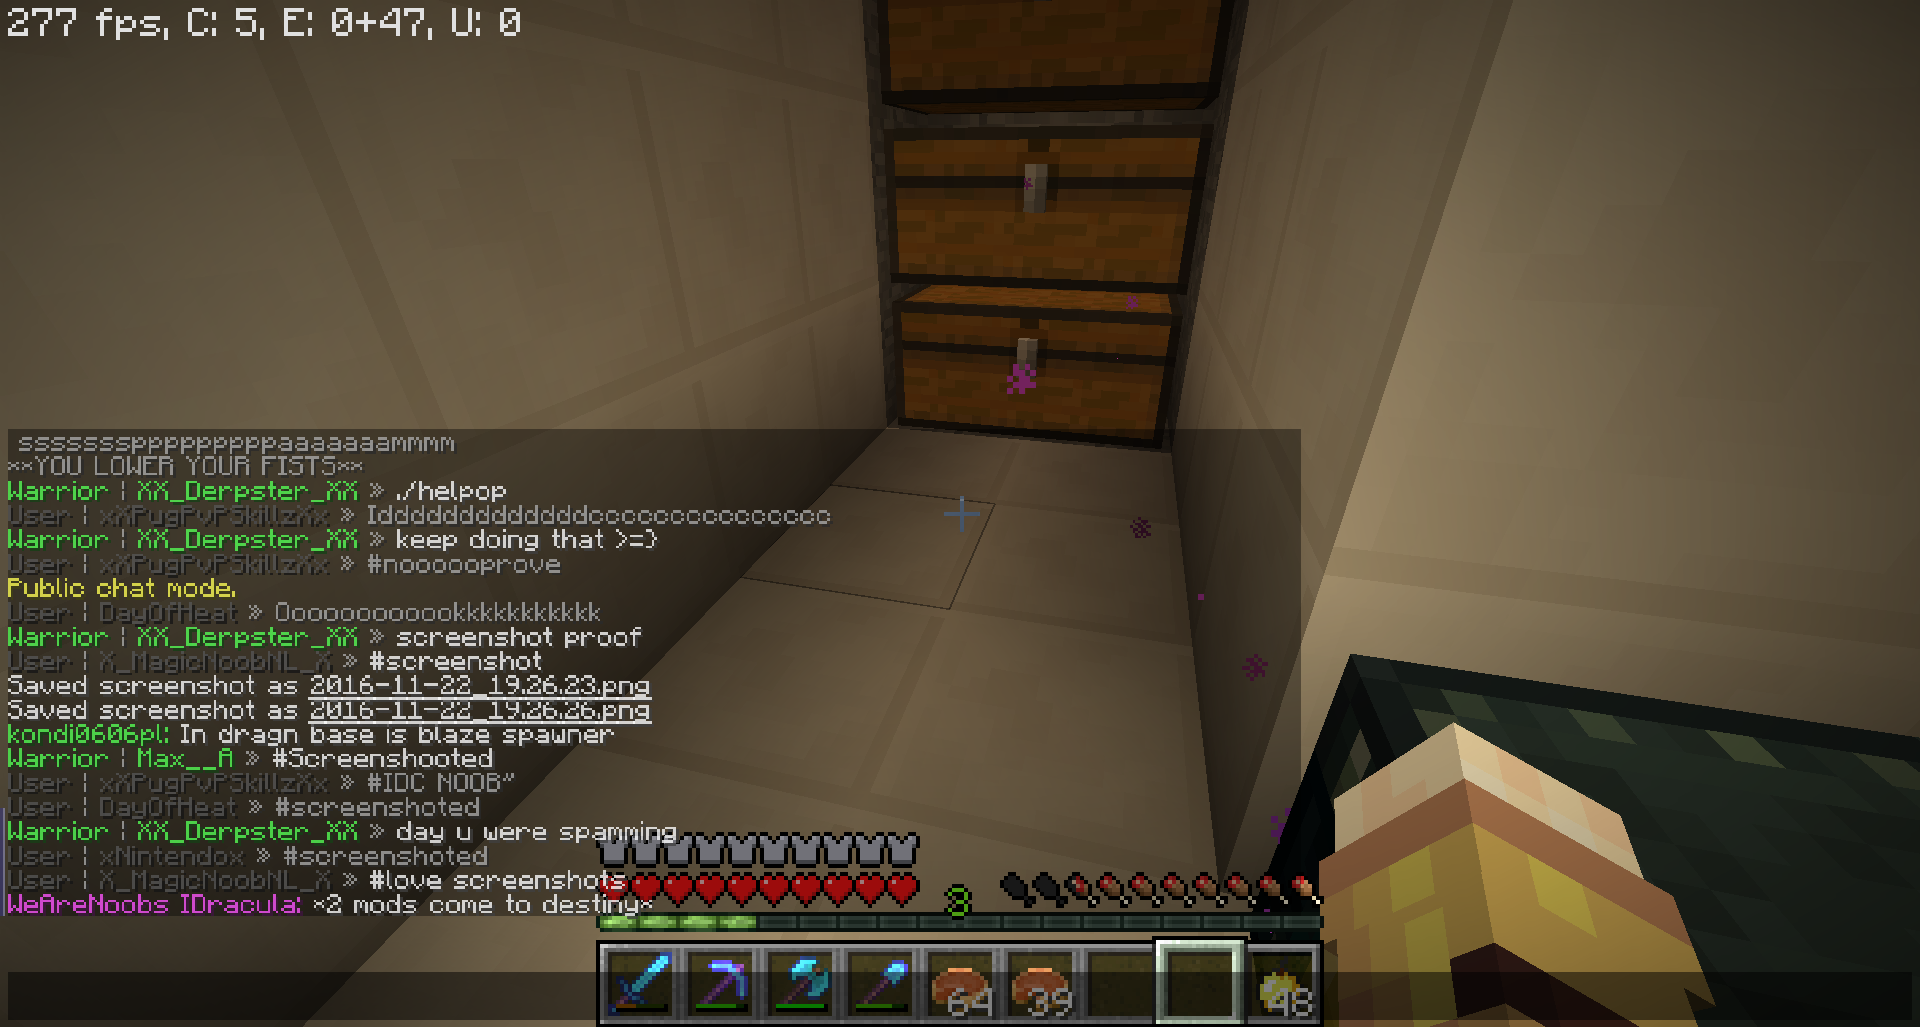 277 fps, C: 5, E: 0+47, U: 0
sssssssppppppppppaaaaaaammmm
**YOU LOWER YOUR FISTS**
Warrior | XX_Derpster_XX » ./helpop
User | xXPugPvPSkillzXx » Idddddddddddddddccccccccccccccc
Warrior | XX_Derpster_XX » keep doing that >=}
User | xXPugPvPSkillzXx » #noooooprove
Public chat mode.
User | DayOfHeat » Ooooooooooookkkkkkkkkkk
Warrior | XX_Derpster_XX » screenshot proof
User | X_MagicNoobNL_X » #screenshot
Saved screenshot as 2016-11-22_19.26.23.png
Saved screenshot as 2016-11-22_19.26.26.png
kondi0606pl: In dragn base is blaze spawner
Warrior | Max__A » #Screenshooted
User | xXPugPvPSkillzXx » #IDC NOOB"
User | DayOfHeat » #screenshoted
Warrior | XX_Derpster_XX » day u were spamming
User | xNintendox » #screenshoted
User | X_MagicNoobNL_X » #love screenshots
WeAreNoobs IDracula: *2 mods come to destiny*
3
64 39 48